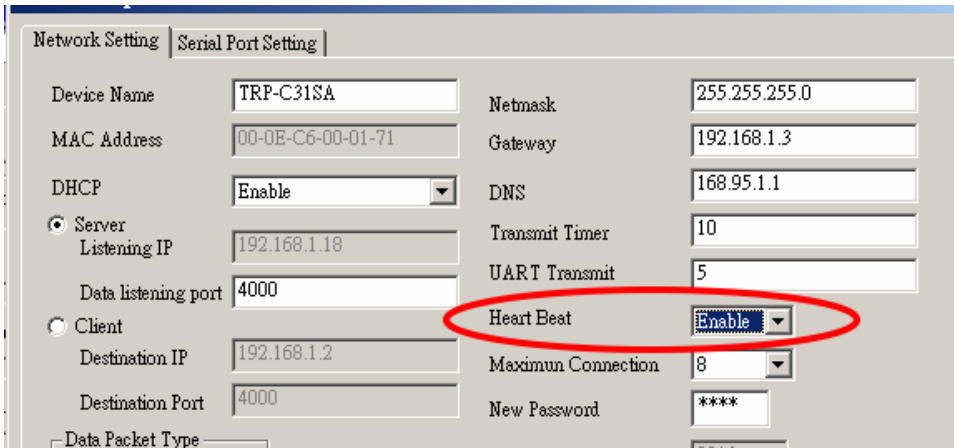 Network Setting
Serial Port Setting
Device Name
TRP-C31SA
MAC Address
00-0E-C6-00-01-71
DHCP
Enable
Server
Listening IP
192.168.1.18
Data listening port
4000
Client
Destination IP
192.168.1.2
Destination Port
4000
Data Packet Type
Netmask
255.255.255.0
Gateway
192.168.1.3
DNS
168.95.1.1
Transmit Timer
10
UART Transmit
5
Heart Beat
Enable
Maximun Connection
8
New Password
****